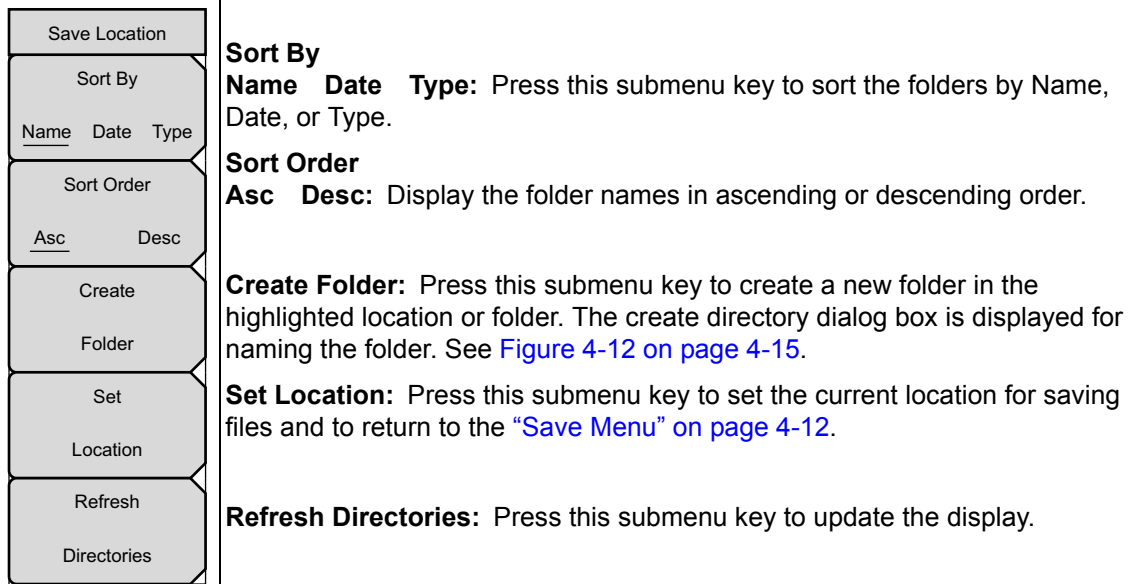 Save Location
Sort By
Name Date Type
Sort Order
Asc Desc
Create
Folder
Set
Location
Refresh
Directories
Sort By
Name Date Type: Press this submenu key to sort the folders by Name,
Date, or Type.
Sort Order
Asc Desc: Display the folder names in ascending or descending order.
Create Folder: Press this submenu key to create a new folder in the
highlighted location or folder. The create directory dialog box is displayed for
naming the folder. See Figure 4-12 on page 4-15.
Set Location: Press this submenu key to set the current location for saving
files and to return to the “Save Menu” on page 4-12.
Refresh Directories: Press this submenu key to update the display.